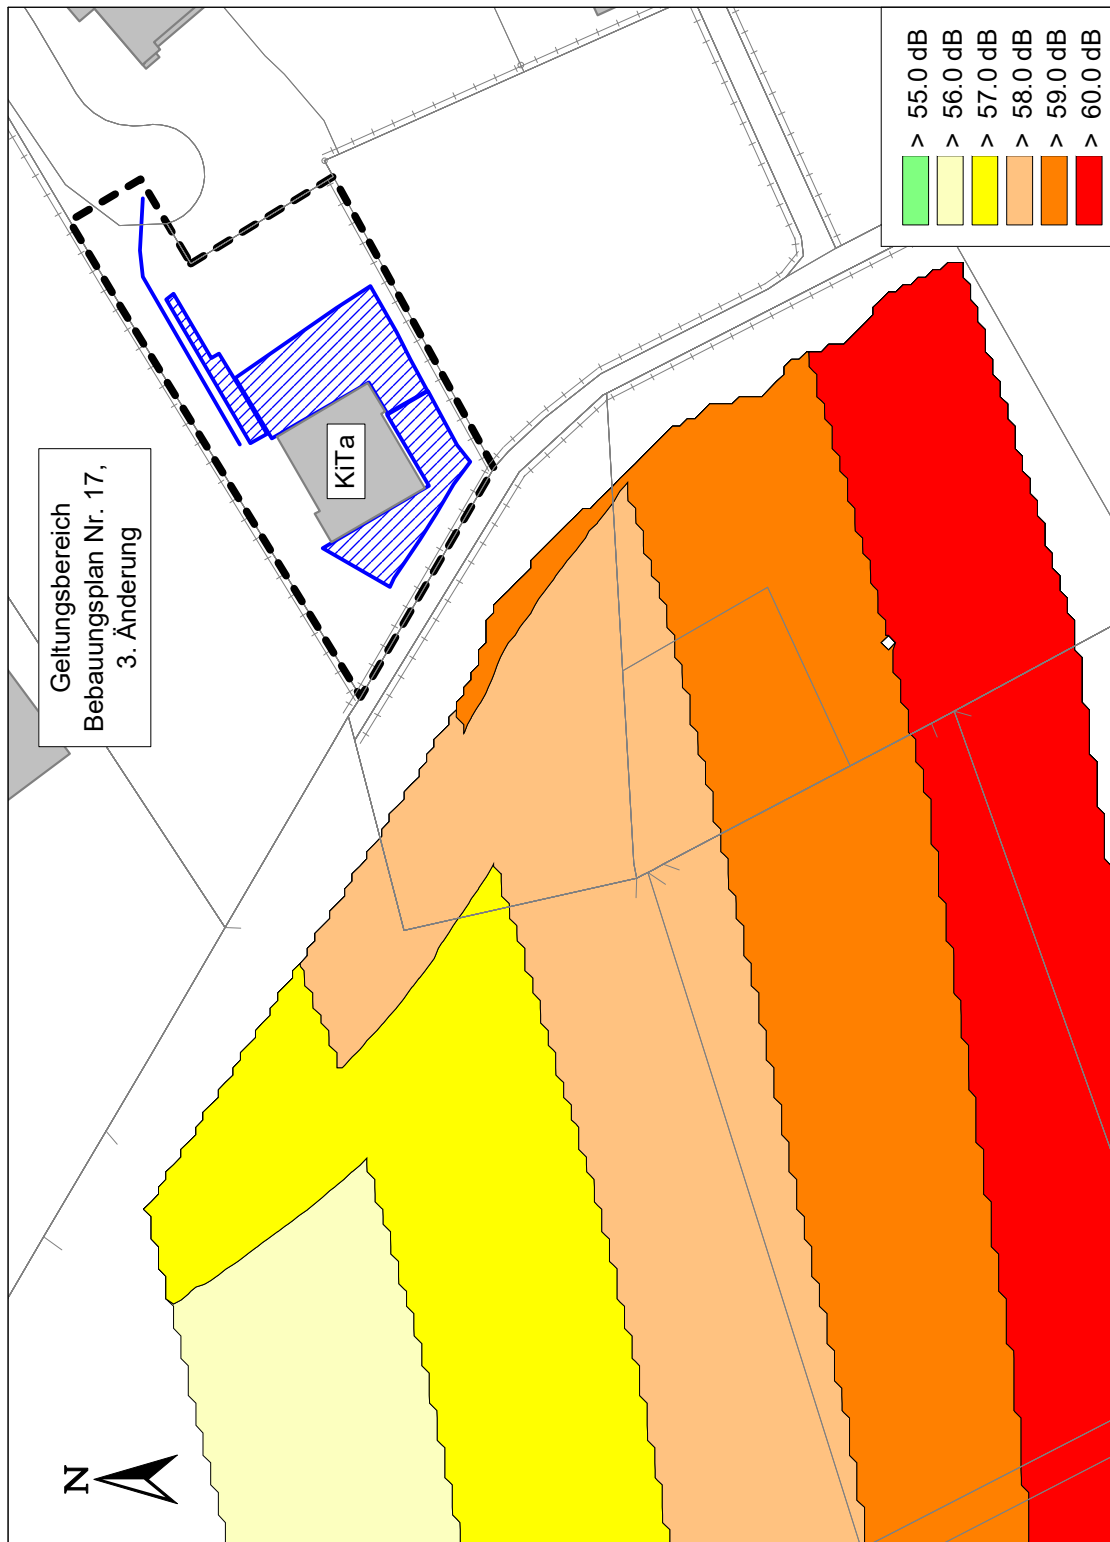 Geltungsbereich
Bebauungsplan Nr. 17,
3. Änderung
KiTa
N
> 55.0 dB
> 56.0 dB
> 57.0 dB
> 58.0 dB
> 59.0 dB
> 60.0 dB